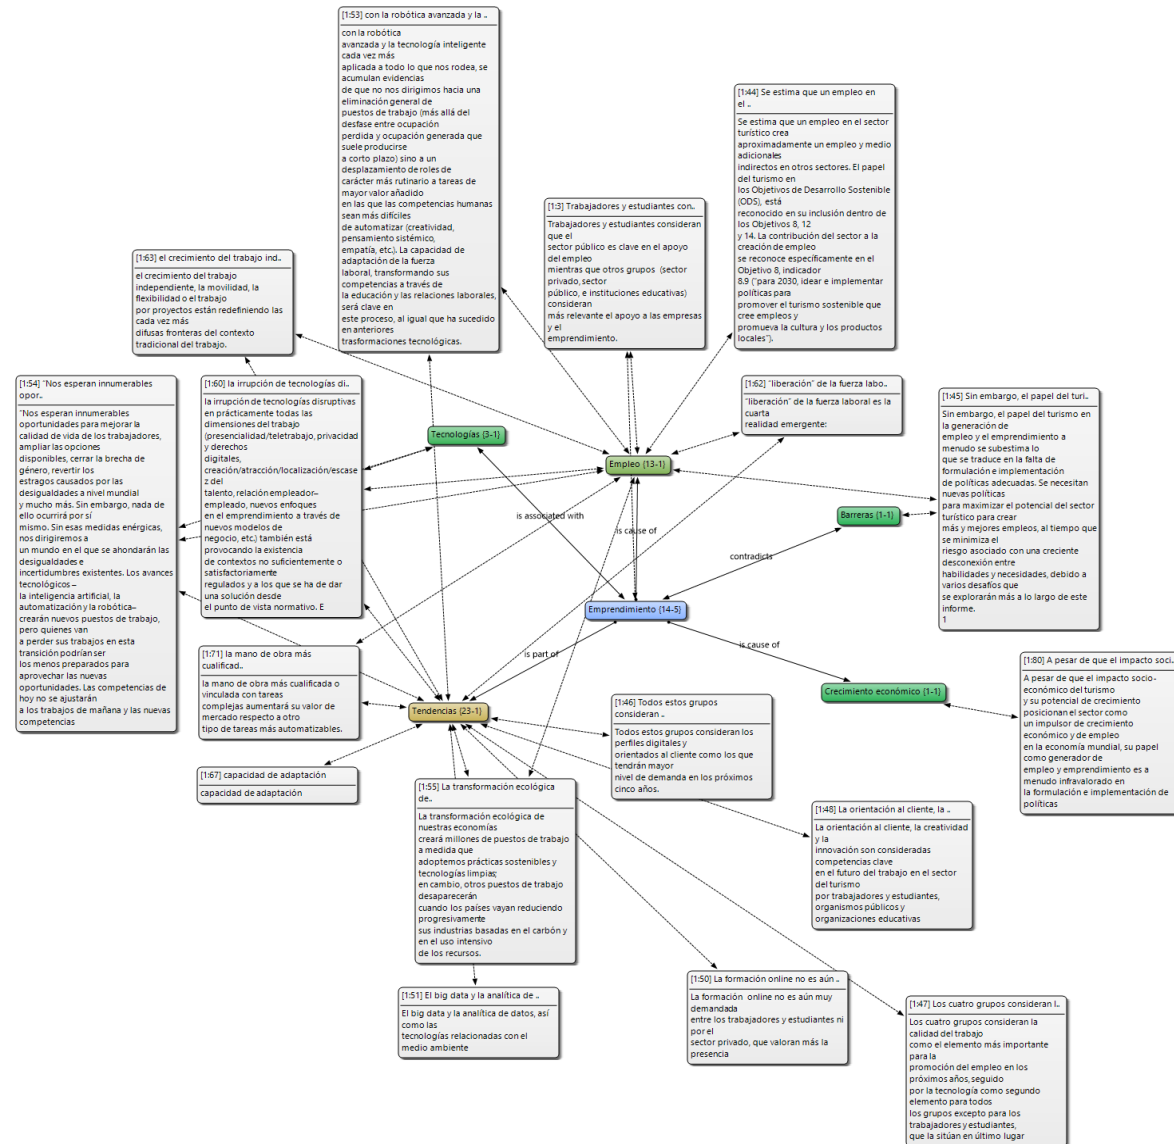 [1:53] con la robótica avanzada y la ..
con la robótica
avanzada y la tecnología inteligente
cada vez más
aplicada a todo lo que nos rodea, se
acumulan evidencias
de que no nos dirigimos hacia una
eliminación general de
puestos de trabajo (más allá del
desfase entre ocupación
perdida y ocupación generada que
suele producirse
a corto plazo) sino a un
desplazamiento de roles de
carácter más rutinario a tareas de
mayor valor añadido
en las que las competencias humanas
sean más difíciles
de automatizar (creatividad,
pensamiento sistémico,
empatía, etc.). La capacidad de
adaptación de la fuerza
laboral, transformando sus
competencias a través de
la educación y las relaciones laborales,
será clave en
este proceso, al igual que ha sucedido
en anteriores
trasformaciones tecnológicas.
[1:44] Se estima que un empleo en
el ..
Se estima que un empleo en el sector
turístico crea
aproximadamente un empleo y medio
adicionales
indirectos en otros sectores. El papel
del turismo en
los Objetivos de Desarrollo Sostenible
(ODS), está
reconocido en su inclusión dentro de
los Objetivos 8, 12
y 14. La contribución del sector a la
creación de empleo
se reconoce específicamente en el
Objetivo 8, indicador
8.9 ("para 2030, idear e implementar
políticas para
promover el turismo sostenible que
cree empleos y
promueva la cultura y los productos
locales").
[1:3] Trabajadores y estudiantes con..
Trabajadores y estudiantes consideran
que el
sector público es clave en el apoyo
del empleo
mientras que otros grupos (sector
privado, sector
público, e instituciones educativas)
consideran
más relevante el apoyo a las empresas
y el
emprendimiento.
[1:63] el crecimiento del trabajo ind..
el crecimiento del trabajo
independiente, la movilidad, la
flexibilidad o el trabajo
por proyectos están redefiniendo las
cada vez más
difusas fronteras del contexto
tradicional del trabajo.
[1:54] "Nos esperan innumerables
opor..
"Nos esperan innumerables
oportunidades para mejorar la
calidad de vida de los trabajadores,
ampliar las opciones
disponibles, cerrar la brecha de
género, revertir los
estragos causados por las
desigualdades a nivel mundial
y mucho más. Sin embargo, nada de
ello ocurrirá por sí
mismo. Sin esas medidas enérgicas,
nos dirigiremos a
un mundo en el que se ahondarán las
desigualdades e
incertidumbres existentes. Los avances
tecnológicos –
la inteligencia artificial, la
automatización y la robótica–
crearán nuevos puestos de trabajo,
pero quienes van
a perder sus trabajos en esta
transición podrían ser
los menos preparados para
aprovechar las nuevas
oportunidades. Las competencias de
hoy no se ajustarán
a los trabajos de mañana y las nuevas
competencias
[1:60] la irrupción de tecnologías di..
la irrupción de tecnologías disruptivas
en prácticamente todas las
dimensiones del trabajo
(presencialidad/teletrabajo, privacidad
y derechos
digitales,
creación/atracción/localización/escase
z del
talento, relación empleador–
empleado, nuevos enfoques
en el emprendimiento a través de
nuevos modelos de
negocio, etc.) también está
provocando la existencia
de contextos no suficientemente o
satisfactoriamente
regulados y a los que se ha de dar
una solución desde
el punto de vista normativo. E
Tecnologías {3-1}
[1:62] "liberación" de la fuerza labo..
"liberación" de la fuerza laboral es la
cuarta
realidad emergente:
[1:45] Sin embargo, el papel del turi...
Sin embargo, el papel del turismo en
la generación de
empleo y el emprendimiento a
menudo se subestima lo
que se traduce en la falta de
formulación e implementación
de políticas adecuadas. Se necesitan
nuevas políticas
para maximizar el potencial del sector
turístico para crear
más y mejores empleos, al tiempo que
se minimiza el
riesgo asociado con una creciente
desconexión entre
habilidades y necesidades, debido a
varios desafíos que
se explorarán más a lo largo de este
informe.
1
Empleo {13-1}
is associated with
is cause of
Barreras {1-1}
contradicts
Emprendimiento {14-5}
is part of
is cause of
[1:71] la mano de obra más
cualificad..
la mano de obra más cualificada o
vinculada con tareas
complejas aumentará su valor de
mercado respecto a otro
tipo de tareas más automatizables.
Tendencias {23-1}
Crecimiento económico {1-1}
[1:80] A pesar de que el impacto soci...
A pesar de que el impacto socio-
económico del turismo
y su potencial de crecimiento
posicionan el sector como
un impulsor de crecimiento
económico y de empleo
en la economía mundial, su papel
como generador de
empleo y emprendimiento es a
menudo infravalorado en
la formulación e implementación de
políticas
[1:46] Todos estos grupos
consideran ..
Todos estos grupos consideran los
perfiles digitales y
orientados al cliente como los que
tendrán mayor
nivel de demanda en los próximos
cinco años.
[1:67] capacidad de adaptación
capacidad de adaptación
[1:55] La transformación ecológica
de..
La transformación ecológica de
nuestras economías
creará millones de puestos de trabajo
a medida que
adoptemos prácticas sostenibles y
tecnologías limpias;
en cambio, otros puestos de trabajo
desaparecerán
cuando los países vayan reduciendo
progresivamente
sus industrias basadas en el carbón y
en el uso intensivo
de los recursos.
[1:48] La orientación al cliente, la ..
La orientación al cliente, la creatividad
y la
innovación son consideradas
competencias clave
en el futuro del trabajo en el sector
del turismo
por trabajadores y estudiantes,
organismos públicos y
organizaciones educativas
[1:51] El big data y la analítica de ..
El big data y la analítica de datos, así
como las
tecnologías relacionadas con el
medio ambiente
[1:50] La formación online no es aún ..
La formación online no es aún muy
demandada
entre los trabajadores y estudiantes ni
por el
sector privado, que valoran más la
presencia
[1:47] Los cuatro grupos consideran l..
Los cuatro grupos consideran la
calidad del trabajo
como el elemento más importante
para la
promoción del empleo en los
próximos años, seguido
por la tecnología como segundo
elemento para todos
los grupos excepto para los
trabajadores y estudiantes,
que la sitúan en último lugar